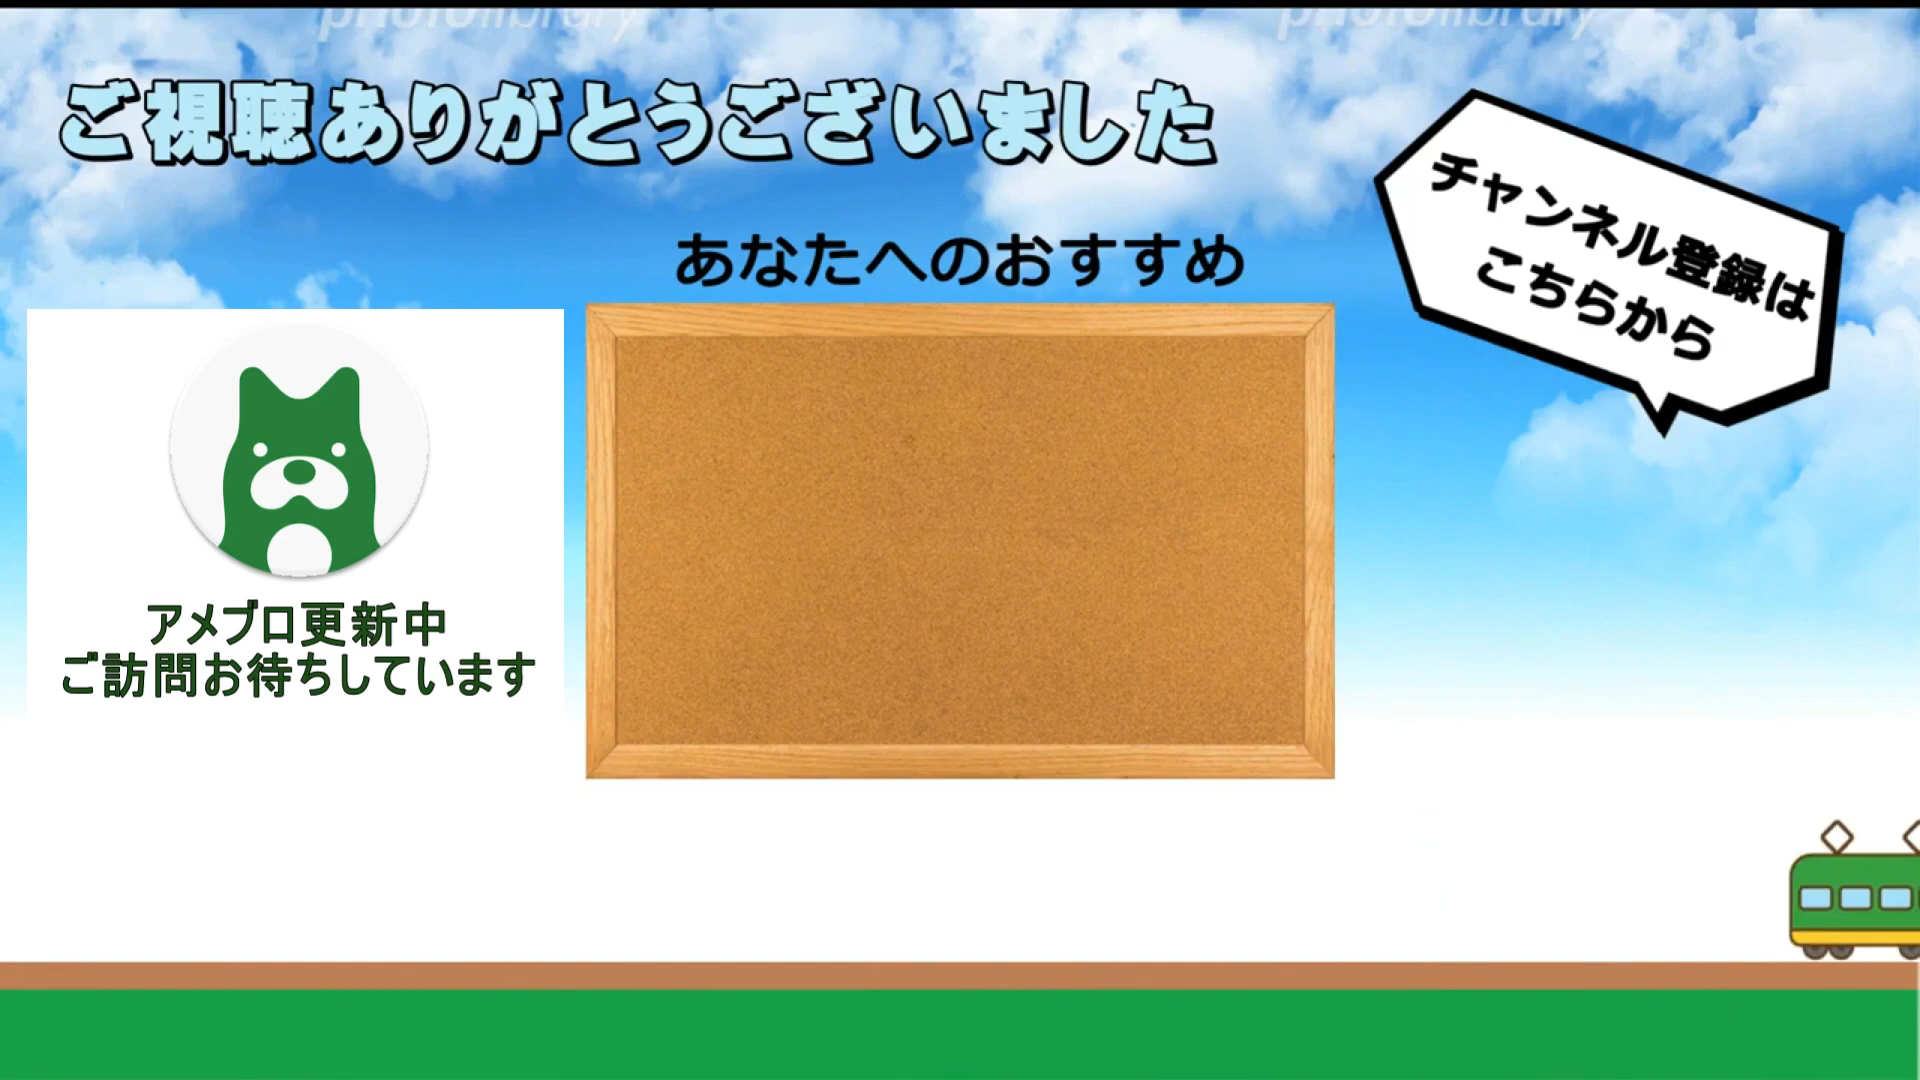 photolibrary photolibrary
ご視聴ありがとうございました
チャンネル登録は
こちらから
あなたへのおすすめ
アメブロ更新中
ご訪問お待ちしています